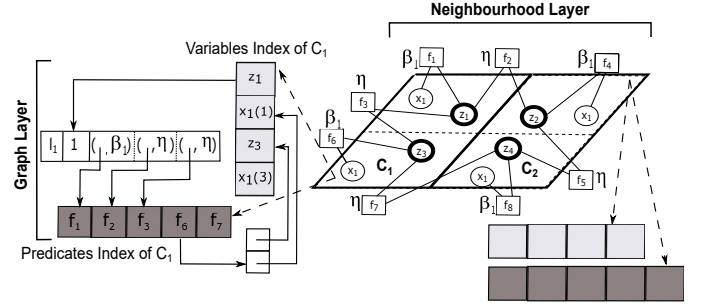 Neighbourhood Layer
Variables Index of C1
Graph Layer
z1
x1(1)
z3
x1(3)
l1 1 ( , β1) ( , η) ( , η)
f1 f2 f3 f6 f7
Predicates Index of C1
β1 f1
η f2
β1 f4
η
f3
x1
z1
z2
x1
β1
f6
x1
z3
C1
z4
x1
C2
f5 η
η f7
β1 f8